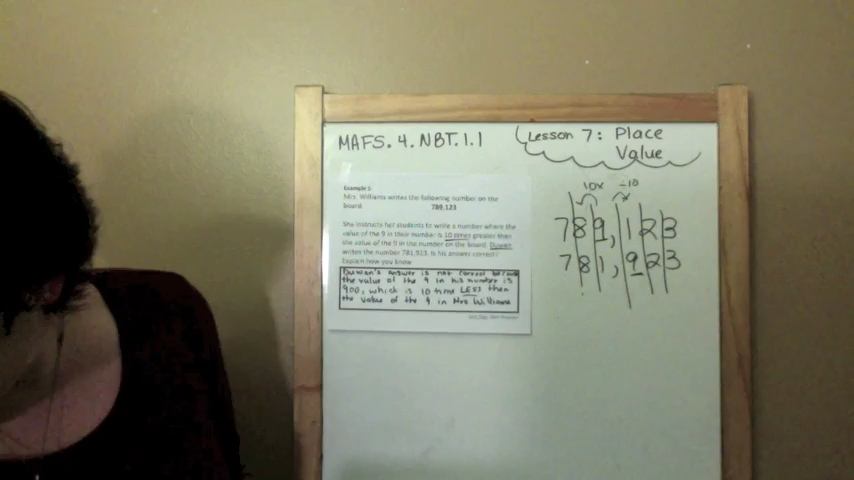 MAFS.4.NBT.1.1
Lesson 7: Place
Value
Example 1:
Mrs. Williams writes the following number on the
board.
789,123
She instructs her students to write a number where the
value of the 9 in their number is 10 times greater than
the value of the 9 in the number on the board. Duwan
writes the number 781,923. Is his answer correct?
Explain how you know.
Duwan's answer is not correct because
the value of the 9 in his number is
900, which is 10 times LESS then
the value of the 9 in Mrs Williams
10x ÷10
789,123
781,923